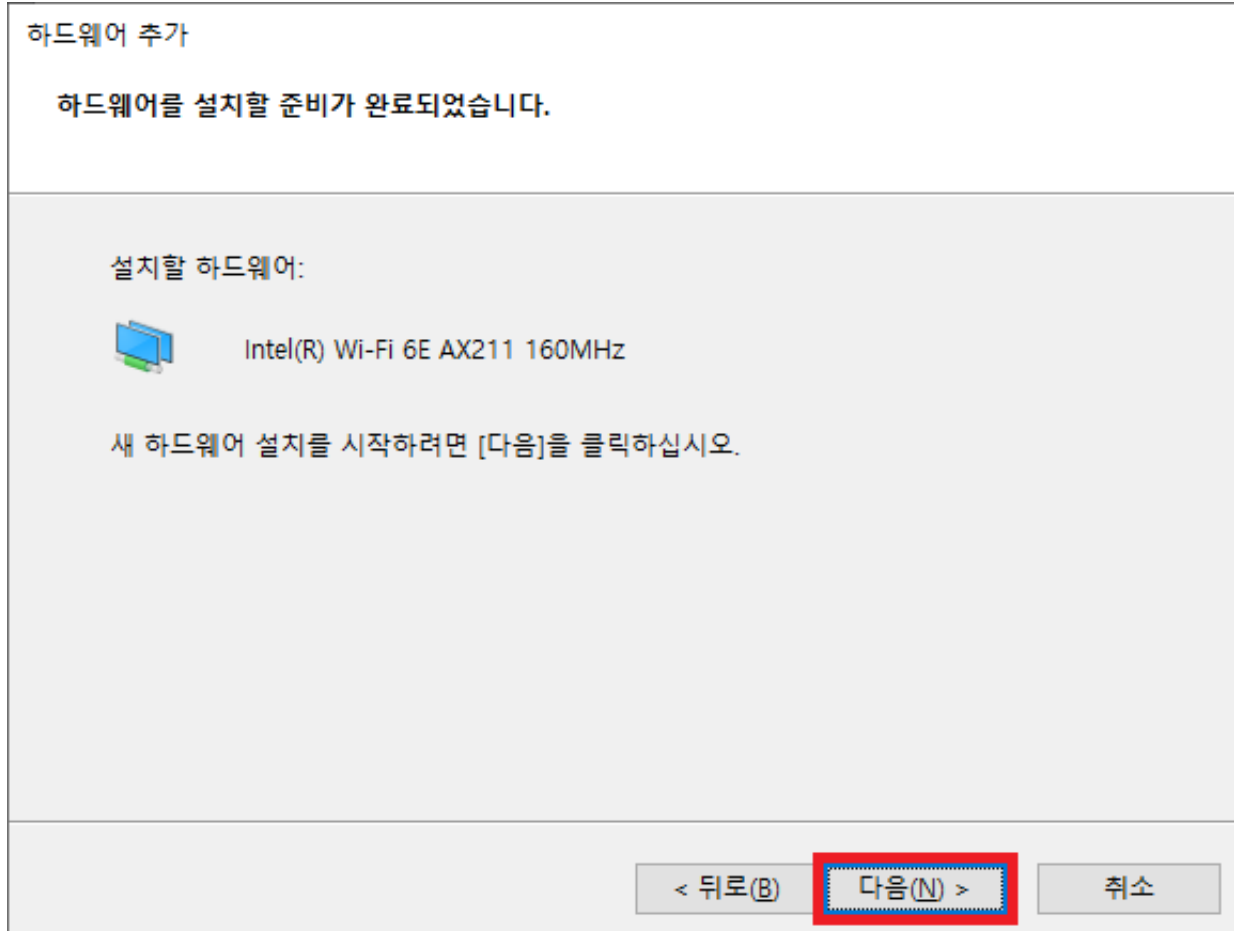 하드웨어 추가
하드웨어를 설치할 준비가 완료되었습니다.
설치할 하드웨어:
Intel(R) Wi-Fi 6E AX211 160MHz
새 하드웨어 설치를 시작하려면 [다음]을 클릭하십시오.
< 뒤로(B) 다음(N) > 취소